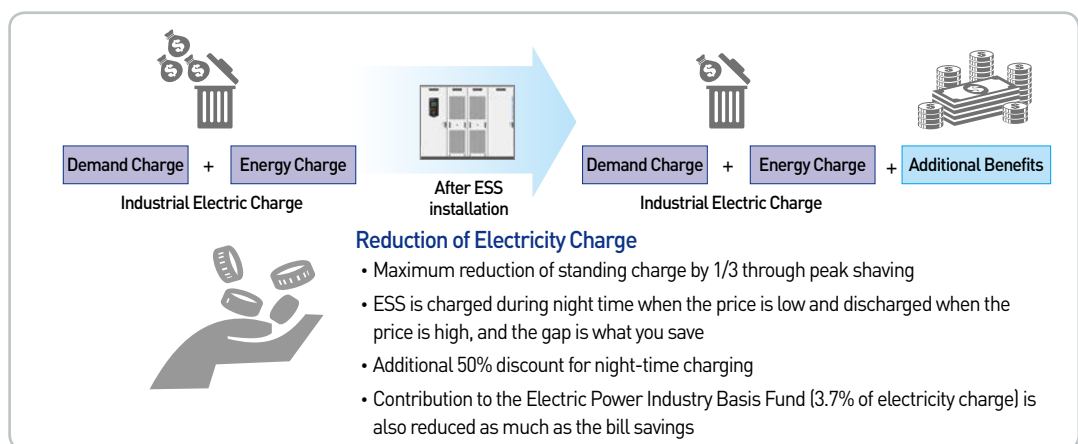 Demand Charge + Energy Charge
Industrial Electric Charge
After ESS
installation
Demand Charge + Energy Charge + Additional Benefits
Industrial Electric Charge
Reduction of Electricity Charge
• Maximum reduction of standing charge by 1/3 through peak shaving
• ESS is charged during night time when the price is low and discharged when the
price is high, and the gap is what you save
• Additional 50% discount for night-time charging
• Contribution to the Electric Power Industry Basis Fund (3.7% of electricity charge) is
also reduced as much as the bill savings